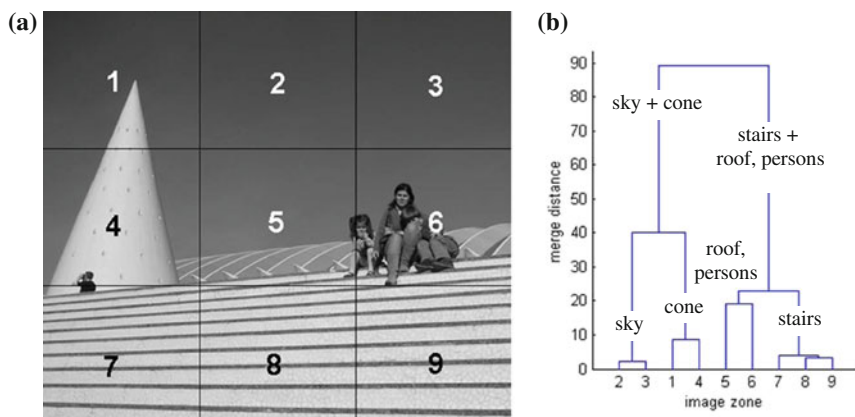 (a)
1 2 3
4 5 6
7 8 9
(b)
90
80
70
60
50
40
30
20
10
0
merge distance
sky + cone
stairs +
roof, persons
roof,
persons
sky
cone
stairs
2 3 1 4 5 6 7 8 9
image zone